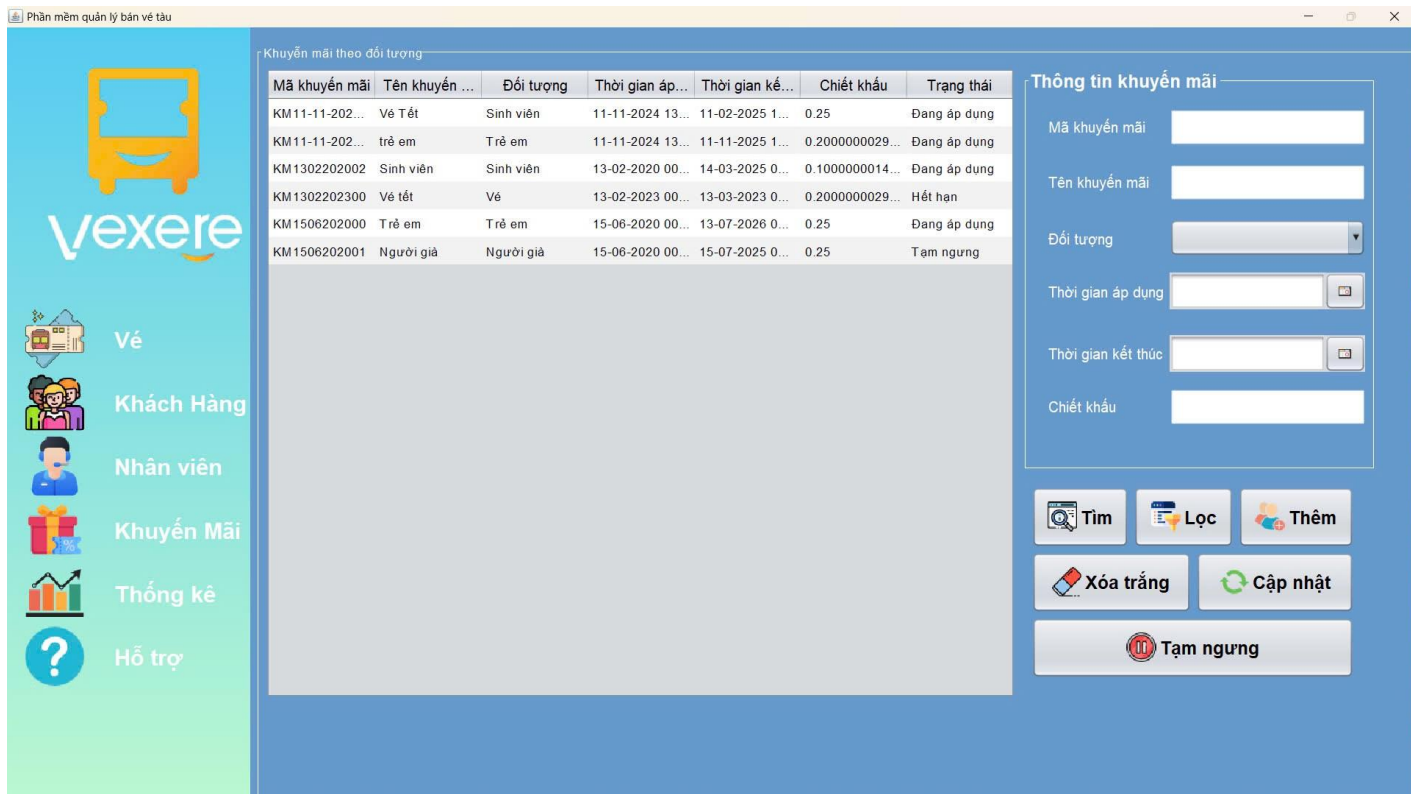 Phần mềm quản lý bán vé tàu
vexere
Vé
Khách Hàng
Nhân viên
Khuyến Mãi
Thống kê
Hỗ trợ
Khuyễn mãi theo đối tượng
Mã khuyến mãi Tên khuyến ... Đối tượng Thời gian áp... Thời gian kế... Chiết khấu Trạng thái
KM11-11-202... Vé Tết Sinh viên 11-11-2024 13... 11-02-2025 1... 0.25 Đang áp dụng
KM11-11-202... trẻ em Trẻ em 11-11-2024 13... 11-11-2025 1... 0.2000000029... Đang áp dụng
KM1302202002 Sinh viên Sinh viên 13-02-2020 00... 14-03-2025 0... 0.1000000014... Đang áp dụng
KM1302202300 Vé tết Vé 13-02-2023 00... 13-03-2023 0... 0.2000000029... Hết hạn
KM1506202000 Trẻ em Trẻ em 15-06-2020 00... 13-07-2026 0... 0.25 Đang áp dụng
KM1506202001 Người già Người già 15-06-2020 00... 15-07-2025 0... 0.25 Tạm ngưng
Thông tin khuyến mãi
Mã khuyến mãi
Tên khuyến mãi
Đối tượng
Thời gian áp dụng
Thời gian kết thúc
Chiết khấu
Tìm Lọc Thêm
Xóa trắng Cập nhật
Tạm ngưng